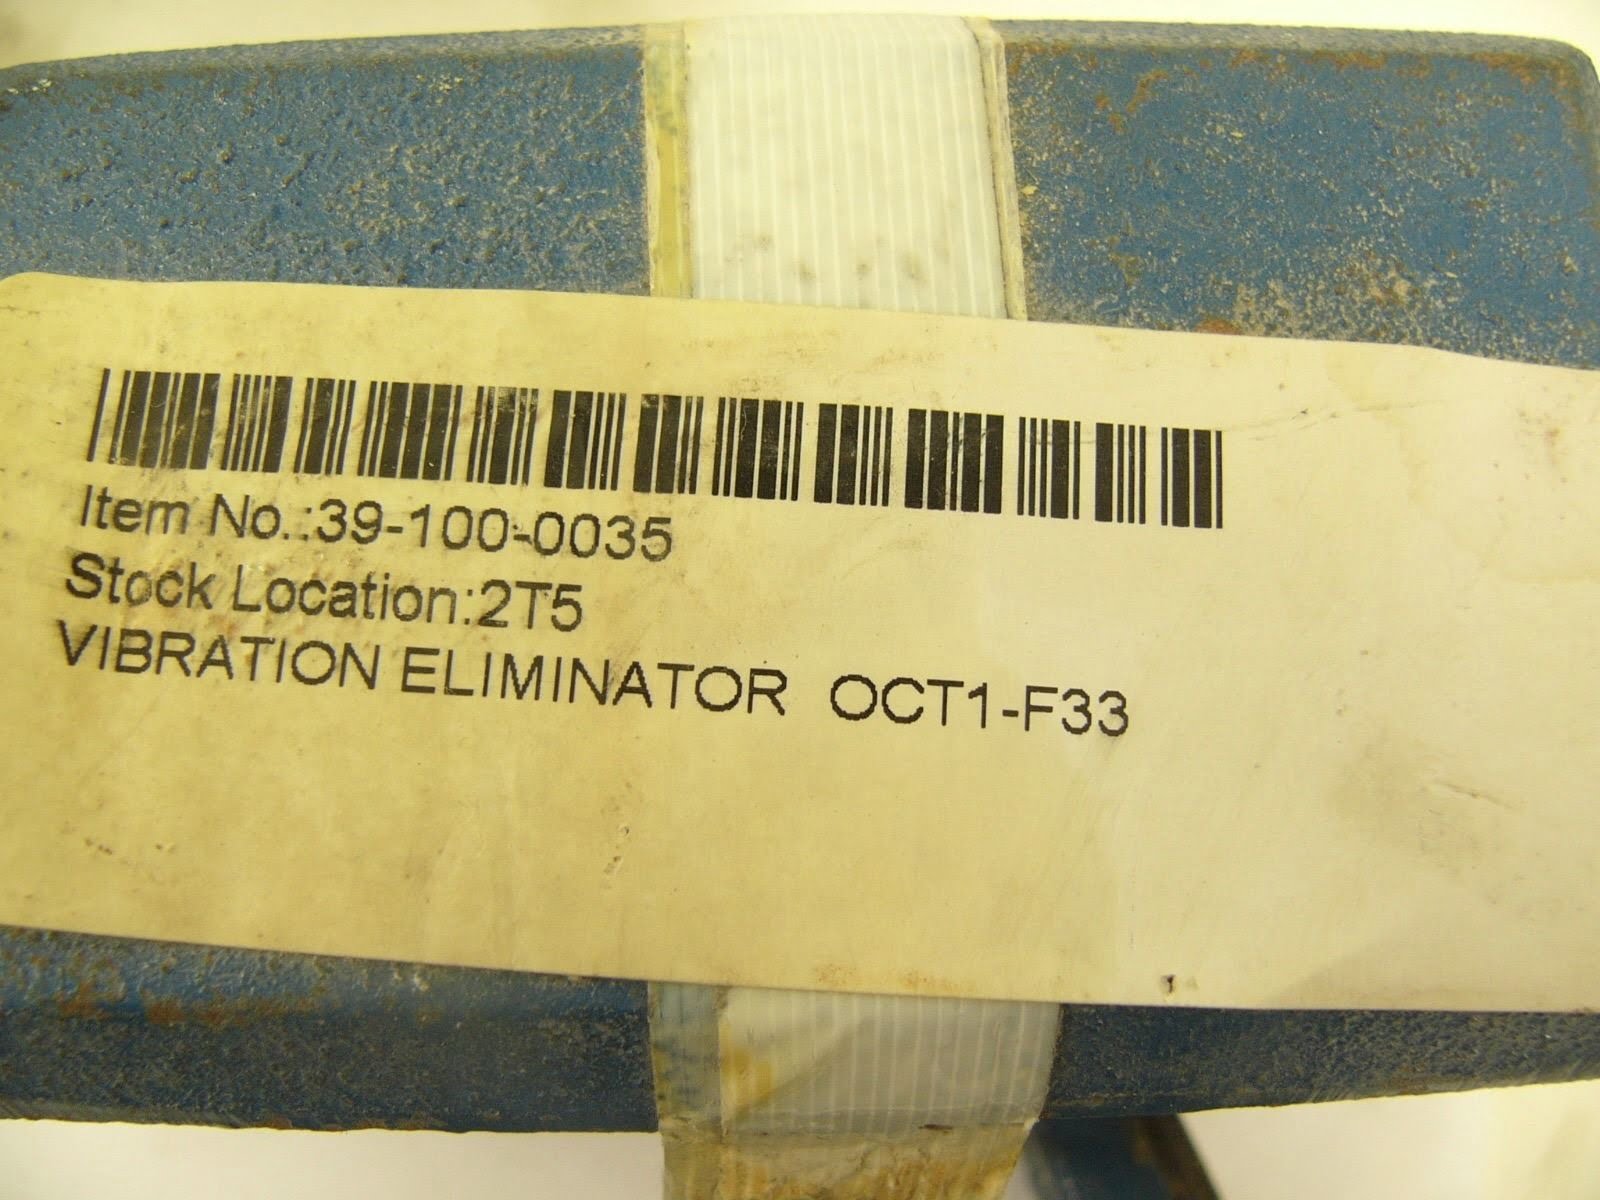 Item No.:39-100-0035
Stock Location:2T5
VIBRATION ELIMINATOR OCT1-F33